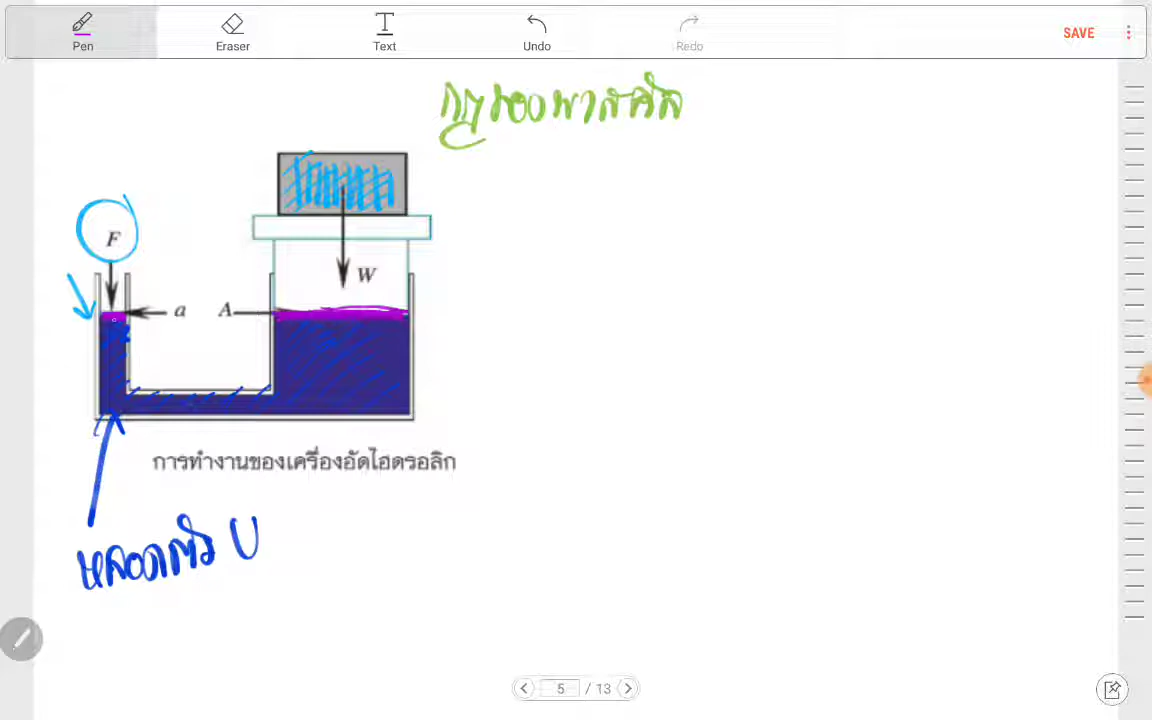 Pen
Eraser
Text
Undo
Redo
SAVE
กฎของพาสคัล
F
W
a
A
การทำงานของเครื่องอัดไฮดรอลิก
หลอดตัว U
5 / 13